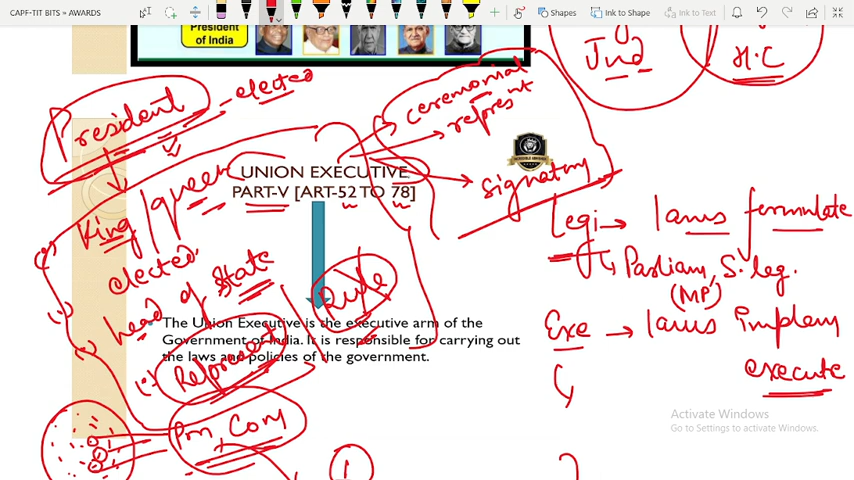 CAPF-TIT BITS = AWARDS
Shapes
Ink to Shape
Ink to Text
President
of India
Jud
H.C
President - elected
ceremonial
represent
signatory
UNION EXECUTIVE
PART-V [ART-52 TO 78]
King/queen
elected
head of State
Represent
Rule
The Union Executive is the executive arm of the
Government of India. It is responsible for carrying out
the laws and policies of the government.
Legi → laws formulate
Parliam, S. leg.
(MP)
Exe → laws implem
execute
Activate Windows
Go to Settings to activate Windows.
1